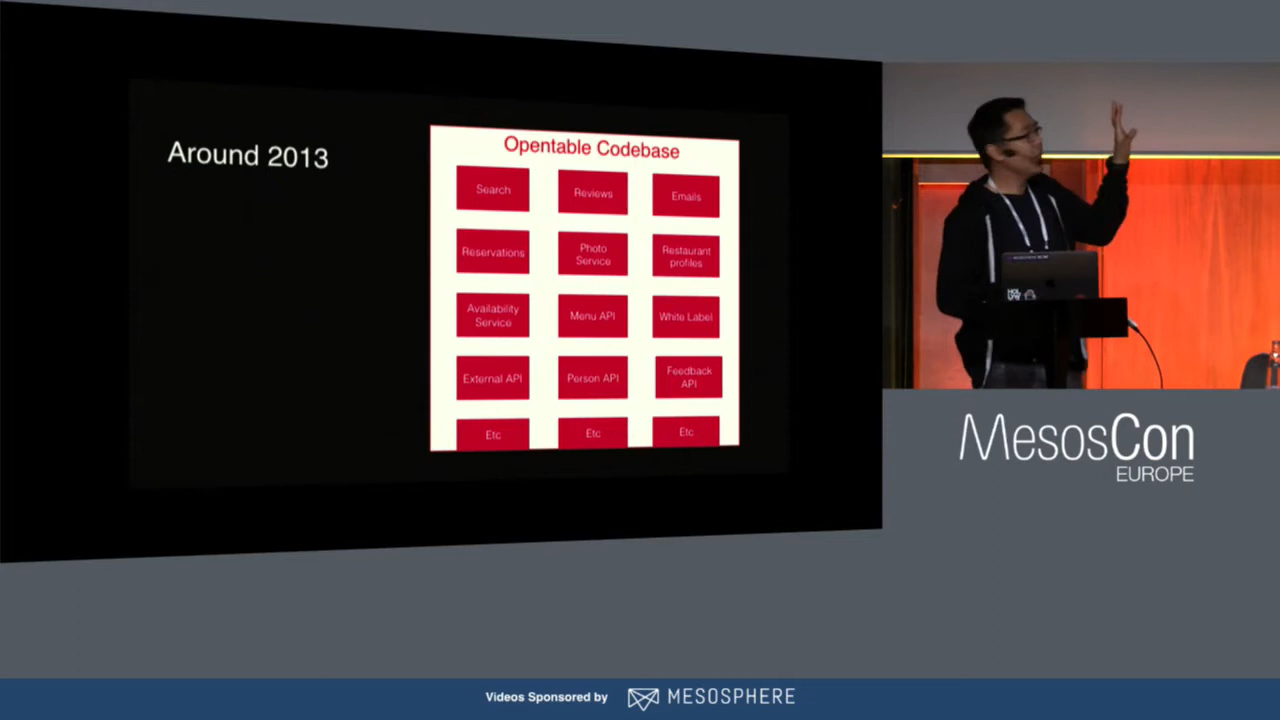 Around 2013
Opentable Codebase
Search
Reviews
Emails
Reservations
Photo
Service
Restaurant
profiles
Availability
Service
Menu API
White Label
External API
Person API
Feedback
API
Etc
Etc
Etc
MesosCon
EUROPE
Videos Sponsored by
MESOSPHERE